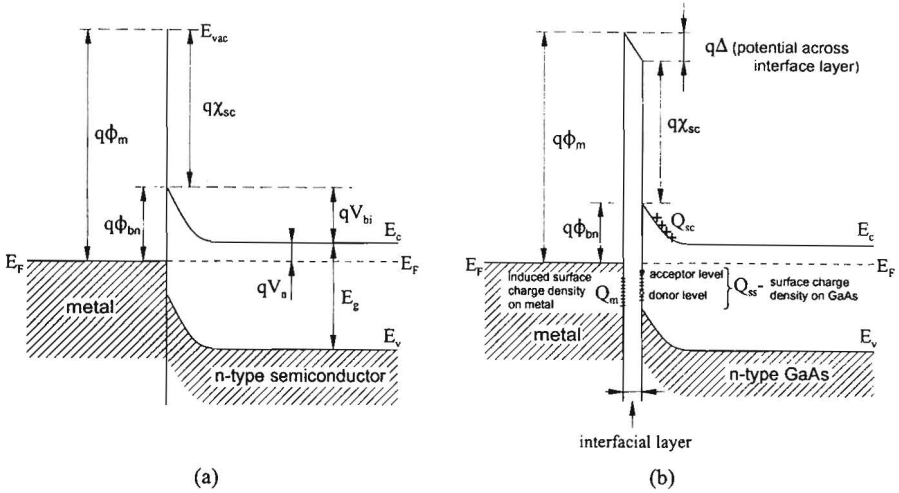 E_vac
qχ_sc
qϕ_m
qϕ_bn
qV_bi
E_c
E_F
E_F
qV_n
E_g
metal
E_v
n-type semiconductor
(a)
qΔ (potential across
interface layer)
qχ_sc
qϕ_m
qϕ_bn
Q_sc
E_c
E_F
E_F
Induced surface
charge density
on metal
Q_m
acceptor level
donor level
Q_ss - surface charge
density on GaAs
metal
E_v
n-type GaAs
interfacial layer
(b)